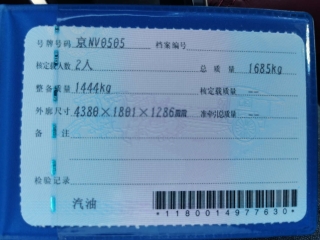 号牌号码 京NV0505 档案编号
核定载人数 2人 总质量 1685kg
整备质量 1444kg 核定载质量 --
外廓尺寸 4380×1801×1286mm 准牵引总质量 --
备注
检验记录
汽油
*1180014977630*